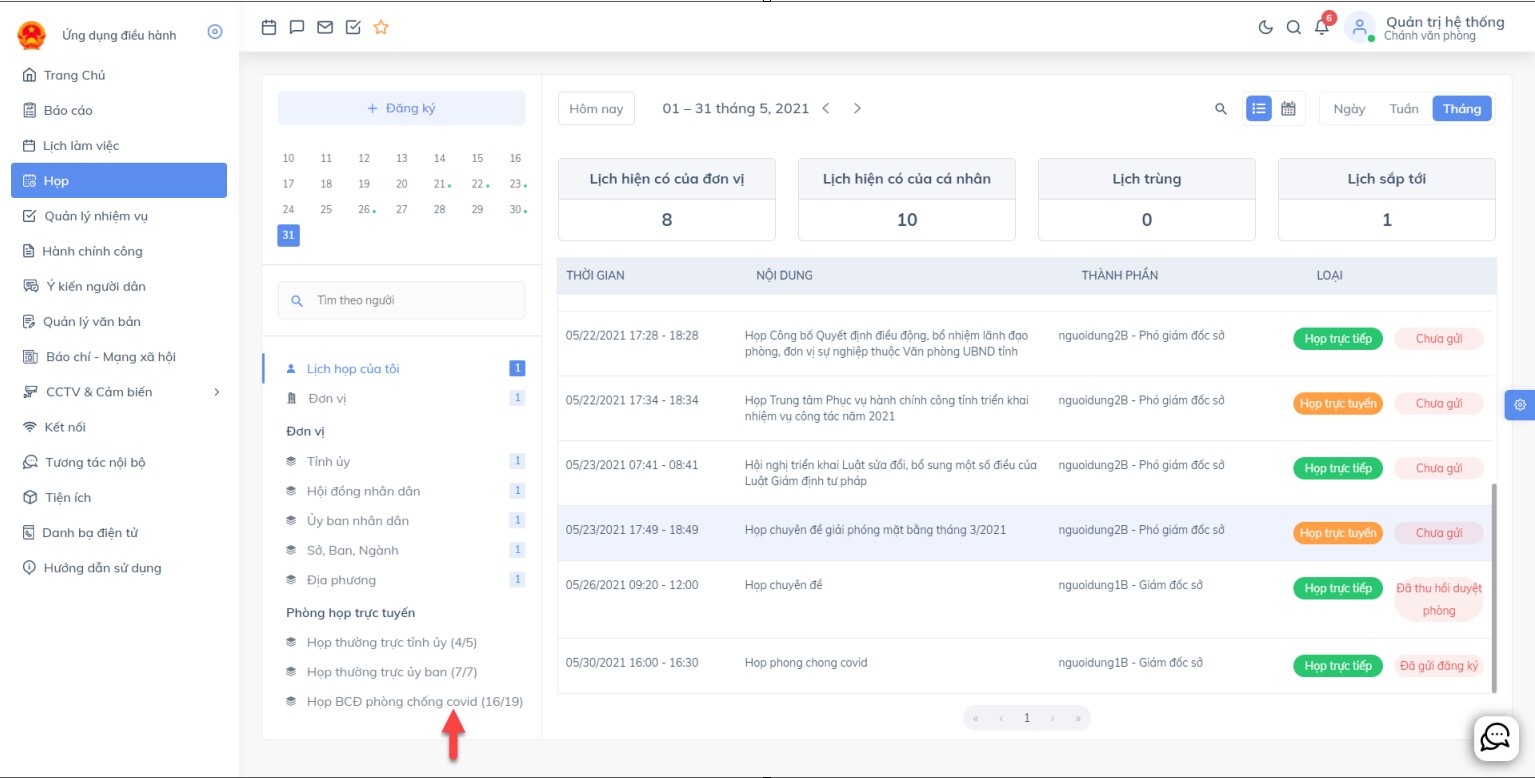 Ứng dụng điều hành
Trang Chủ
Báo cáo
Lịch làm việc
Họp
Quản lý nhiệm vụ
Hành chính công
Ý kiến người dân
Quản lý văn bản
Báo chí - Mạng xã hội
CCTV & Cảm biến
Kết nối
Tương tác nội bộ
Tiện ích
Danh bạ điện tử
Hướng dẫn sử dụng
6
Quản trị hệ thống
Chánh văn phòng
+ Đăng ký
10 11 12 13 14 15 16
17 18 19 20 21 22 23
24 25 26 27 28 29 30
31
Tìm theo người
Lịch họp của tôi 1
Đơn vị 1
Đơn vị
Tỉnh ủy 1
Hội đồng nhân dân 1
Ủy ban nhân dân 1
Sở, Ban, Ngành 1
Địa phương 1
Phòng họp trực tuyến
Họp thường trực tỉnh ủy (4/5)
Họp thường trực ủy ban (7/7)
Họp BCĐ phòng chống covid (16/19)
Hôm nay
01 – 31 tháng 5, 2021
Ngày Tuần Tháng
Lịch hiện có của đơn vị
8
Lịch hiện có của cá nhân
10
Lịch trùng
0
Lịch sắp tới
1
THỜI GIAN NỘI DUNG THÀNH PHẦN LOẠI
05/22/2021 17:28 - 18:28 Họp Công bố Quyết định điều động, bổ nhiệm lãnh đạo nguoidung2B - Phó giám đốc sở Họp trực tiếp Chưa gửi
phòng, đơn vị sự nghiệp thuộc Văn phòng UBND tỉnh
05/22/2021 17:34 - 18:34 Họp Trung tâm Phục vụ hành chính công tỉnh triển khai nguoidung2B - Phó giám đốc sở Họp trực tuyến Chưa gửi
nhiệm vụ công tác năm 2021
05/23/2021 07:41 - 08:41 Hội nghị triển khai Luật sửa đổi, bổ sung một số điều của nguoidung2B - Phó giám đốc sở Họp trực tiếp Chưa gửi
Luật Giám định tư pháp
05/23/2021 17:49 - 18:49 Họp chuyên đề giải phóng mặt bằng tháng 3/2021 nguoidung2B - Phó giám đốc sở Họp trực tuyến Chưa gửi
05/26/2021 09:20 - 12:00 Họp chuyên đề nguoidung1B - Giám đốc sở Họp trực tiếp Đã thu hồi duyệt
phòng
05/30/2021 16:00 - 16:30 Họp phong chong covid nguoidung1B - Giám đốc sở Họp trực tiếp Đã gửi đăng ký
« ‹ 1 › »